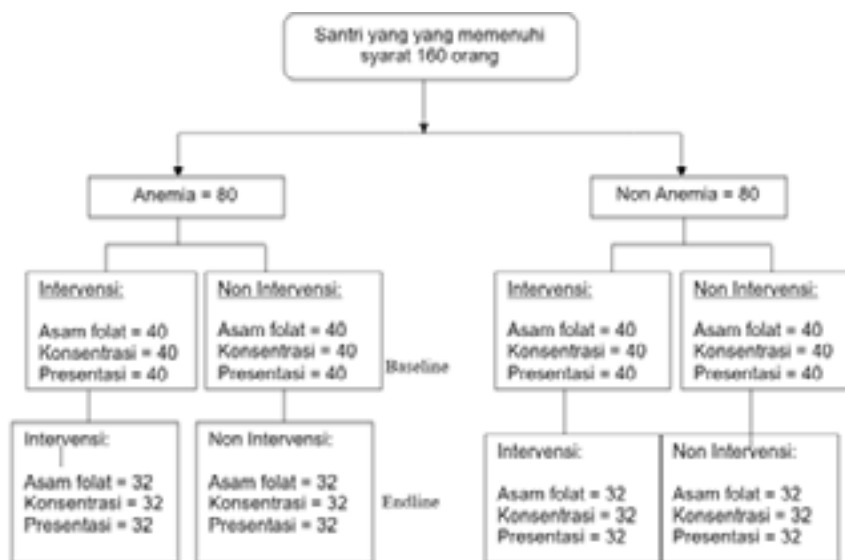 Santri yang yang memenuhi
syarat 160 orang
Anemia = 80
Non Anemia = 80
Intervensi:
Asam folat = 40
Konsentrasi = 40
Presentasi = 40
Non Intervensi:
Asam folat = 40
Konsentrasi = 40
Presentasi = 40
Baseline
Intervensi:
Asam folat = 40
Konsentrasi = 40
Presentasi = 40
Non Intervensi:
Asam folat = 40
Konsentrasi = 40
Presentasi = 40
Intervensi:
Asam folat = 32
Konsentrasi = 32
Presentasi = 32
Non Intervensi:
Asam folat = 32
Konsentrasi = 32
Presentasi = 32
Endline
Intervensi:
Asam folat = 32
Konsentrasi = 32
Presentasi = 32
Non Intervensi:
Asam folat = 32
Konsentrasi = 32
Presentasi = 32